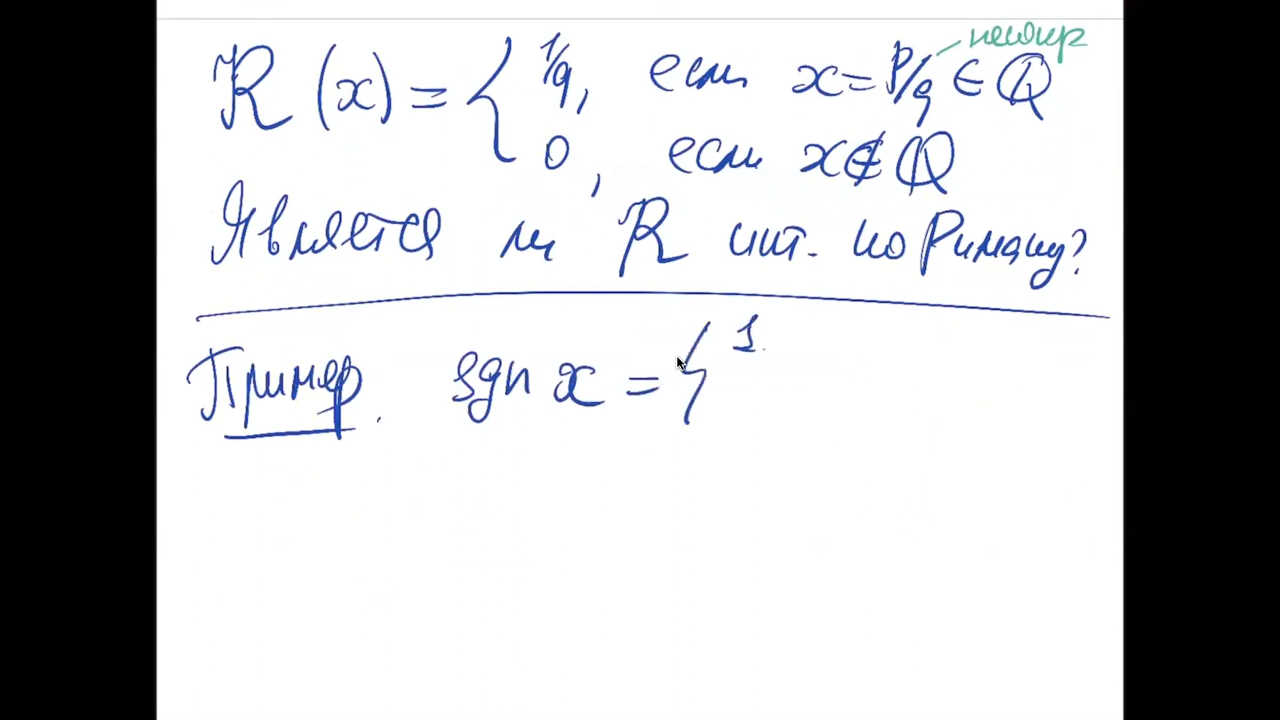 несокр
R(x) = { 1/q, если x = p/q ∈ ℚ
0, если x ∉ ℚ
Является ли R инт. по Риману?
Пример. sgn x = { 1